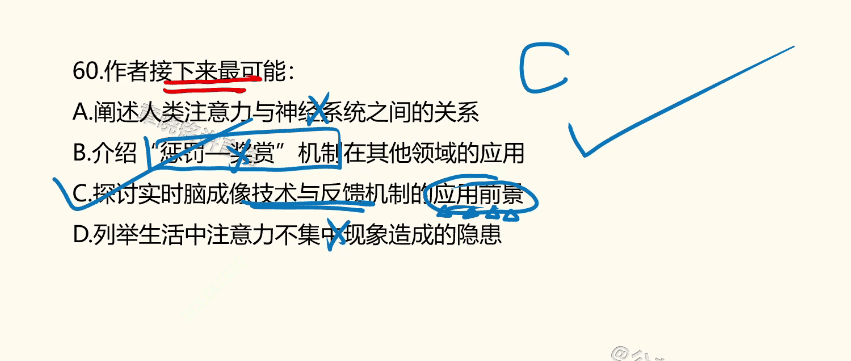 60.作者接下来最可能：
C
A.阐述人类注意力与神经系统之间的关系
B.介绍“惩罚—奖赏”机制在其他领域的应用
C.探讨实时脑成像技术与反馈机制的应用前景
D.列举生活中注意力不集中现象造成的隐患